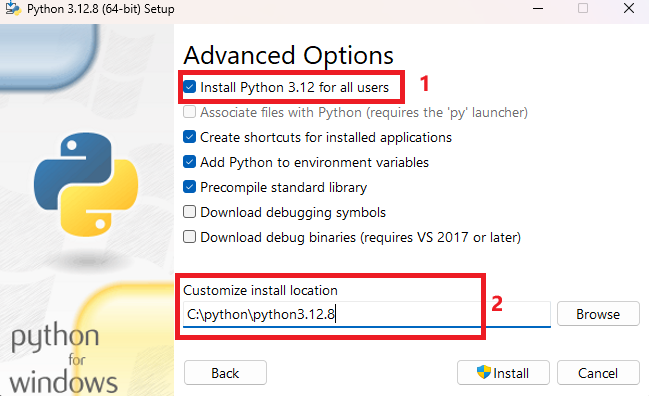 Python 3.12.8 (64-bit) Setup
Advanced Options
Install Python 3.12 for all users
1
Associate files with Python (requires the 'py' launcher)
Create shortcuts for installed applications
Add Python to environment variables
Precompile standard library
Download debugging symbols
Download debug binaries (requires VS 2017 or later)
Customize install location
C:\python\python3.12.8
2
Browse
python
for
windows
Back
Install
Cancel